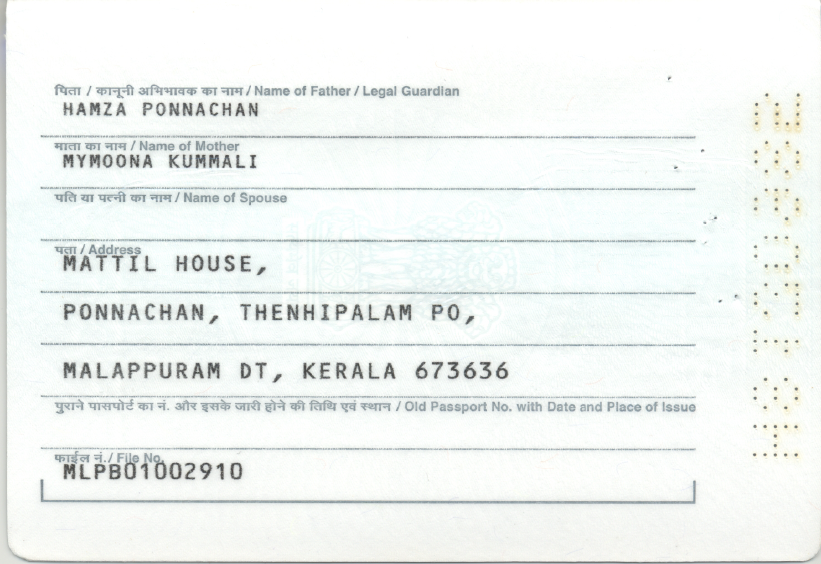 पिता / कानूनी अभिभावक का नाम / Name of Father / Legal Guardian
HAMZA PONNACHAN
माता का नाम / Name of Mother
MYMOONA KUMMALI
पति या पत्नी का नाम / Name of Spouse
पता / Address
MATTIL HOUSE,
PONNACHAN, THENHIPALAM PO,
MALAPPURAM DT, KERALA 673636
पुराने पासपोर्ट का नं. और इसके जारी होने की तिथि एवं स्थान / Old Passport No. with Date and Place of Issue
फाईल नं. / File No.
MLPB01002910